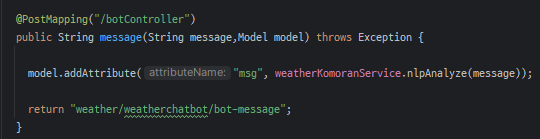 @PostMapping("/botController")
public String message(String message,Model model) throws Exception {
model.addAttribute( attributeName: "msg", weatherKomoranService.nlpAnalyze(message));
return "weather/weatherchatbot/bot-message";
}